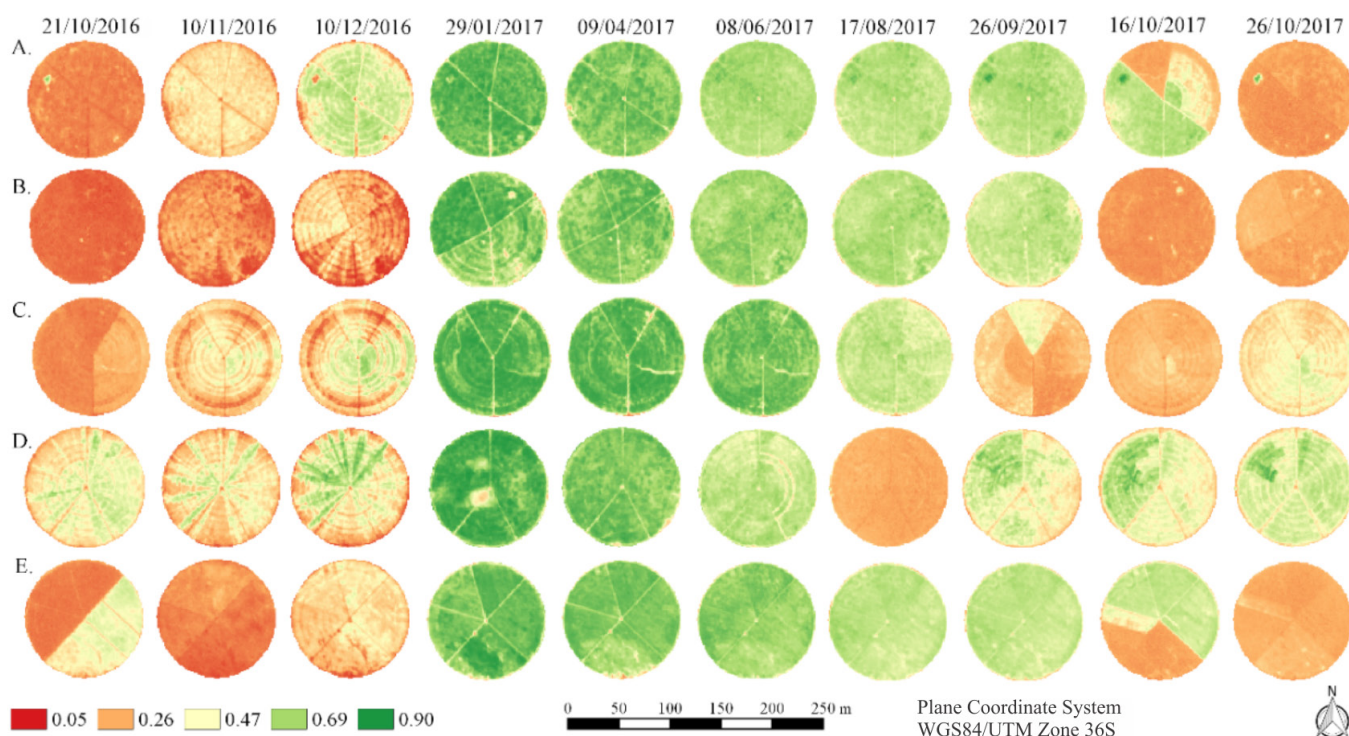 21/10/2016 10/11/2016 10/12/2016 29/01/2017 09/04/2017 08/06/2017 17/08/2017 26/09/2017 16/10/2017 26/10/2017
A.
B.
C.
D.
E.
0.05 0.26 0.47 0.69 0.90
0 50 100 150 200 250 m
Plane Coordinate System
WGS84/UTM Zone 36S
N